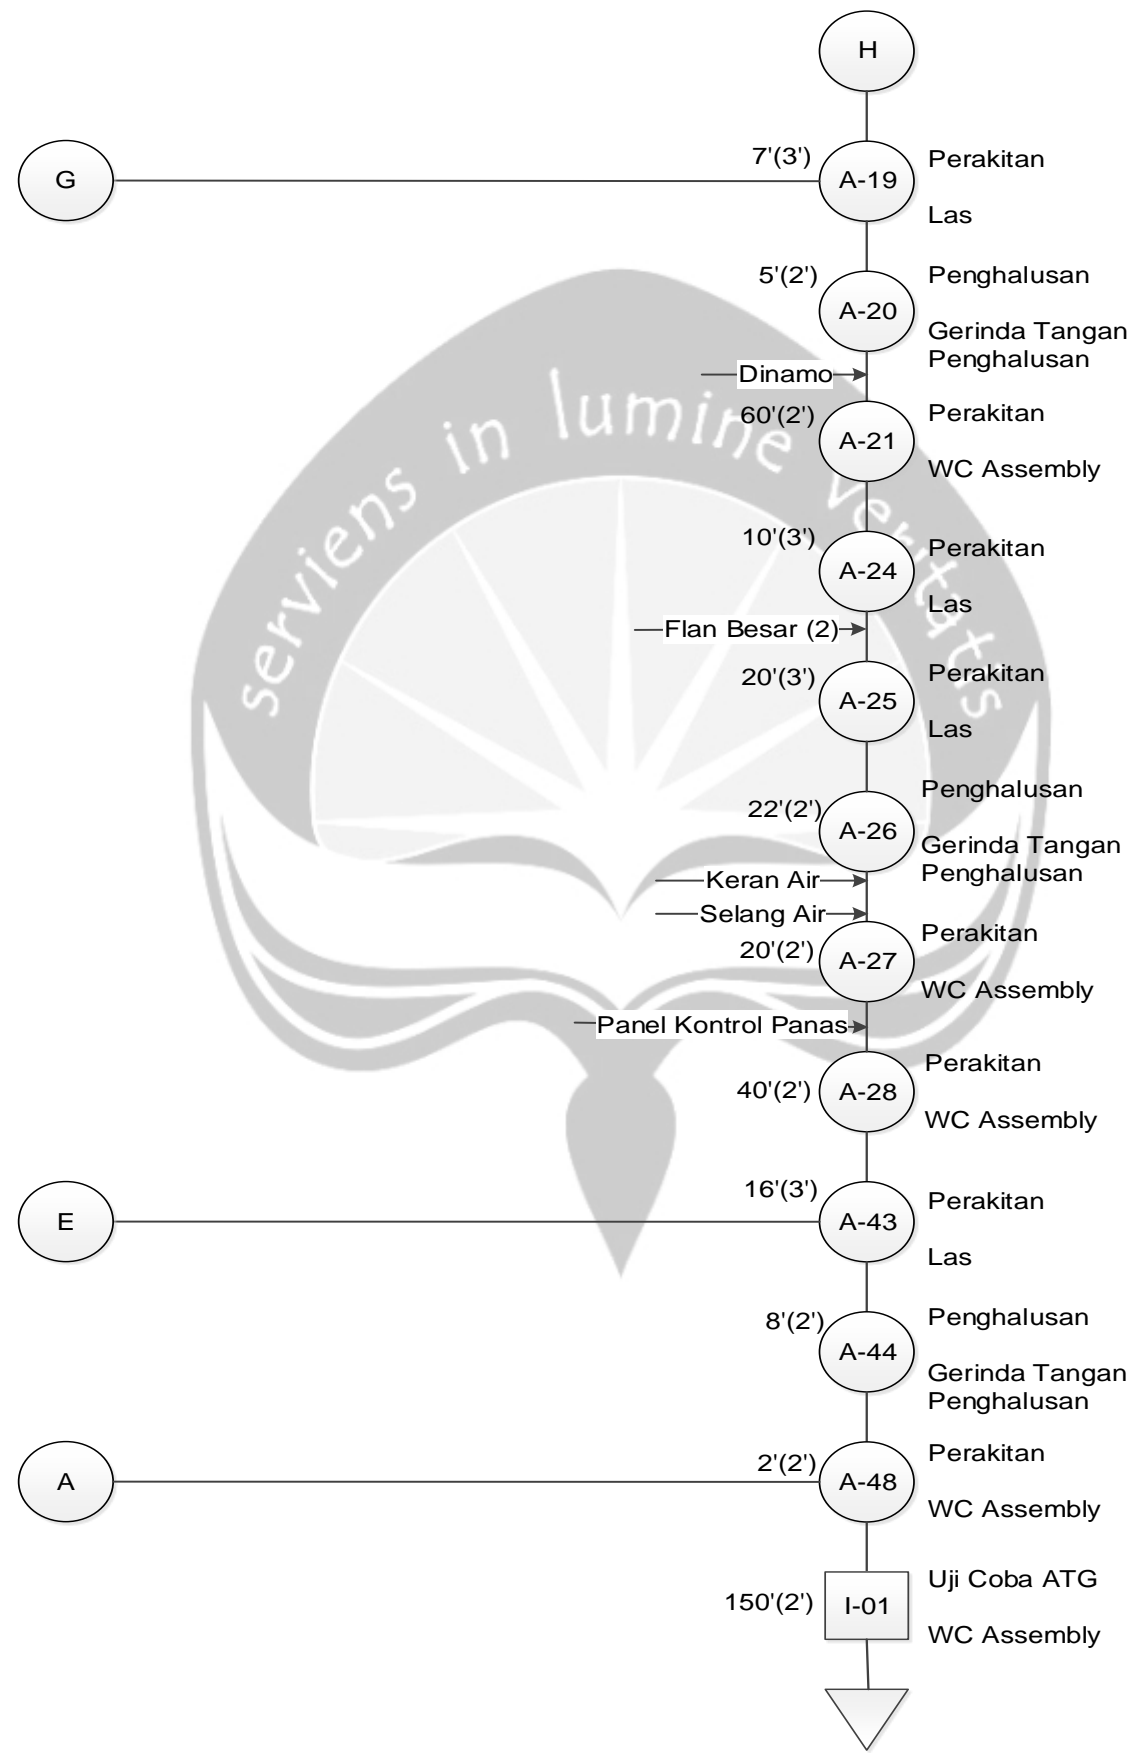 H
G
7'(3')
A-19
Perakitan
Las
5'(2')
A-20
Penghalusan
Gerinda Tangan
Penghalusan
Dinamo
60'(2')
A-21
Perakitan
WC Assembly
10'(3')
A-24
Perakitan
Las
Flan Besar (2)
20'(3')
A-25
Perakitan
Las
22'(2')
A-26
Penghalusan
Gerinda Tangan
Penghalusan
Keran Air
Selang Air
20'(2')
A-27
Perakitan
WC Assembly
Panel Kontrol Panas
40'(2')
A-28
Perakitan
WC Assembly
E
16'(3')
A-43
Perakitan
Las
8'(2')
A-44
Penghalusan
Gerinda Tangan
Penghalusan
A
2'(2')
A-48
Perakitan
WC Assembly
150'(2')
I-01
Uji Coba ATG
WC Assembly
serviens in lumine veritatis